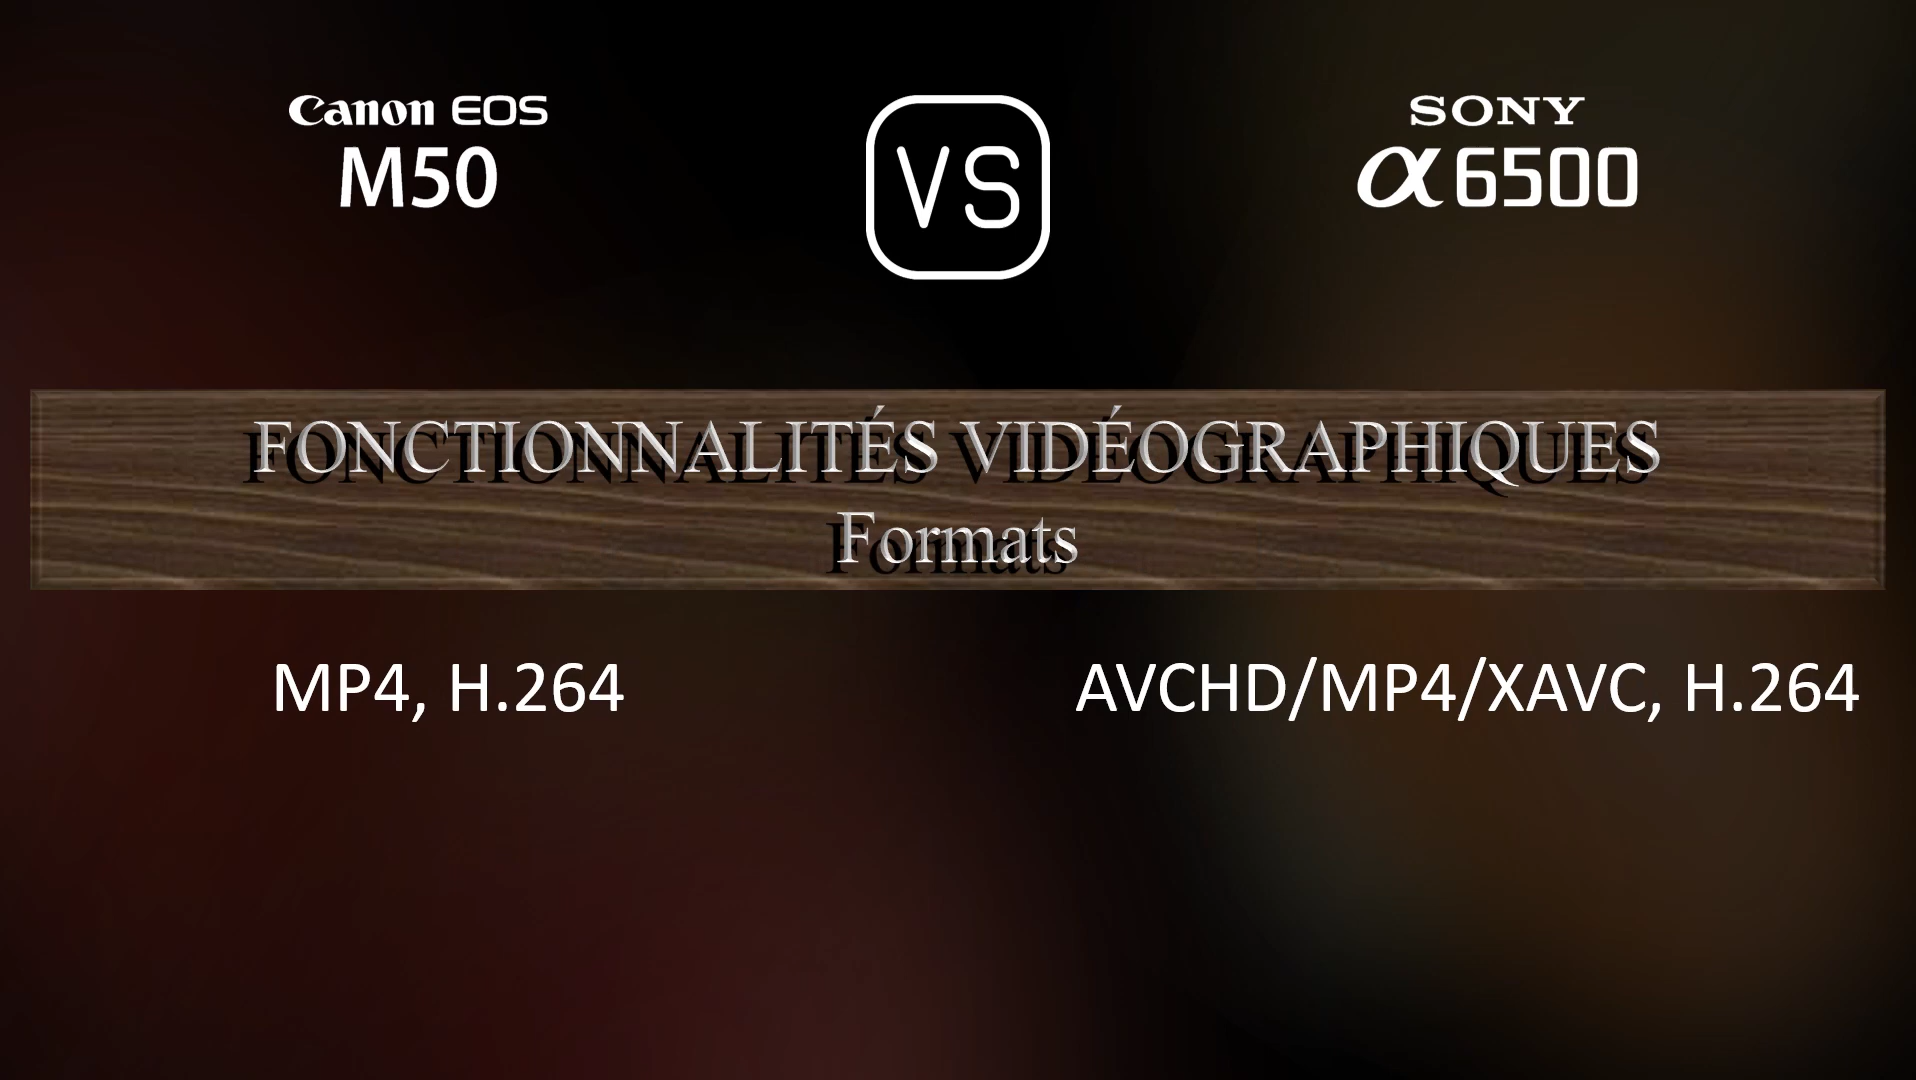 Canon EOS
M50
VS
SONY
α6500
FONCTIONNALITÉS VIDÉOGRAPHIQUES
Formats
MP4, H.264
AVCHD/MP4/XAVC, H.264